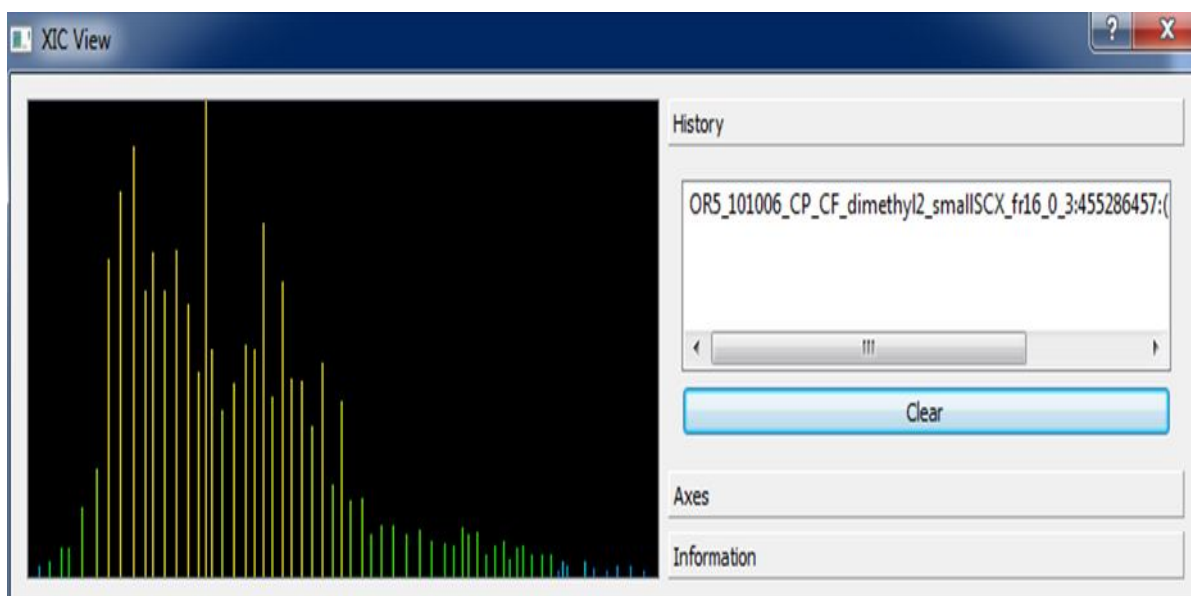 XIC View
? X
History
OR5_101006_CP_CF_dimethyl2_smallSCX_fr16_0_3:455286457:(
Clear
Axes
Information